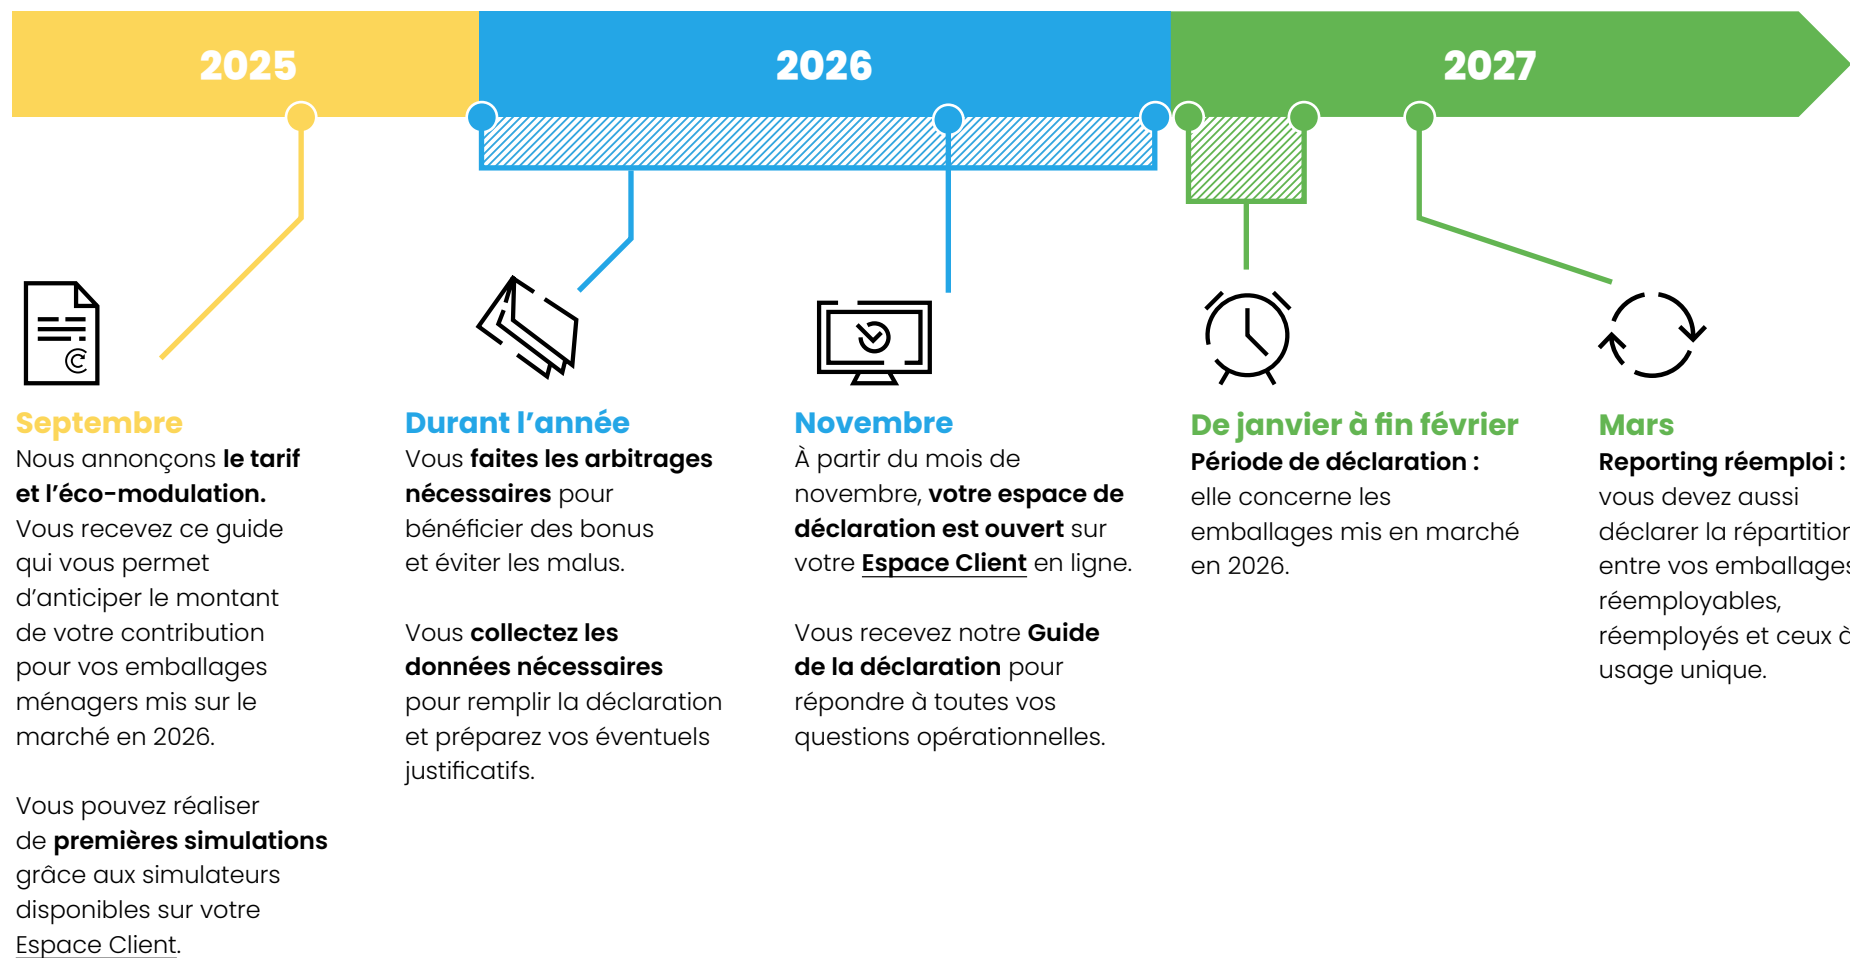 2025
2026
2027
Septembre
Nous annonçons le tarif
et l’éco-modulation.
Vous recevez ce guide
qui vous permet
d’anticiper le montant
de votre contribution
pour vos emballages
ménagers mis sur le
marché en 2026.
Vous pouvez réaliser
de premières simulations
grâce aux simulateurs
disponibles sur votre
Espace Client.
Durant l’année
Vous faites les arbitrages
nécessaires pour
bénéficier des bonus
et éviter les malus.
Vous collectez les
données nécessaires
pour remplir la déclaration
et préparez vos éventuels
justificatifs.
Novembre
À partir du mois de
novembre, votre espace de
déclaration est ouvert sur
votre Espace Client en ligne.
Vous recevez notre Guide
de la déclaration pour
répondre à toutes vos
questions opérationnelles.
De janvier à fin février
Période de déclaration :
elle concerne les
emballages mis en marché
en 2026.
Mars
Reporting réemploi :
vous devez aussi
déclarer la répartition
entre vos emballages
réemployables,
réemployés et ceux à
usage unique.